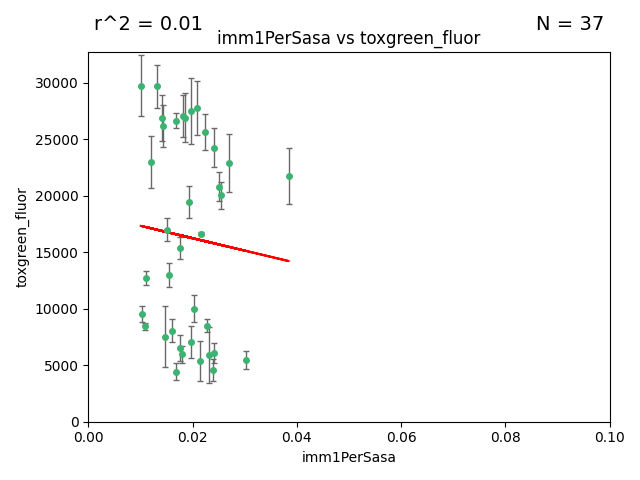 r^2 = 0.01
N = 37
imm1PerSasa vs toxgreen_fluor
toxgreen_fluor
30000
25000
20000
15000
10000
5000
0
0.00
0.02
0.04
0.06
0.08
0.10
imm1PerSasa